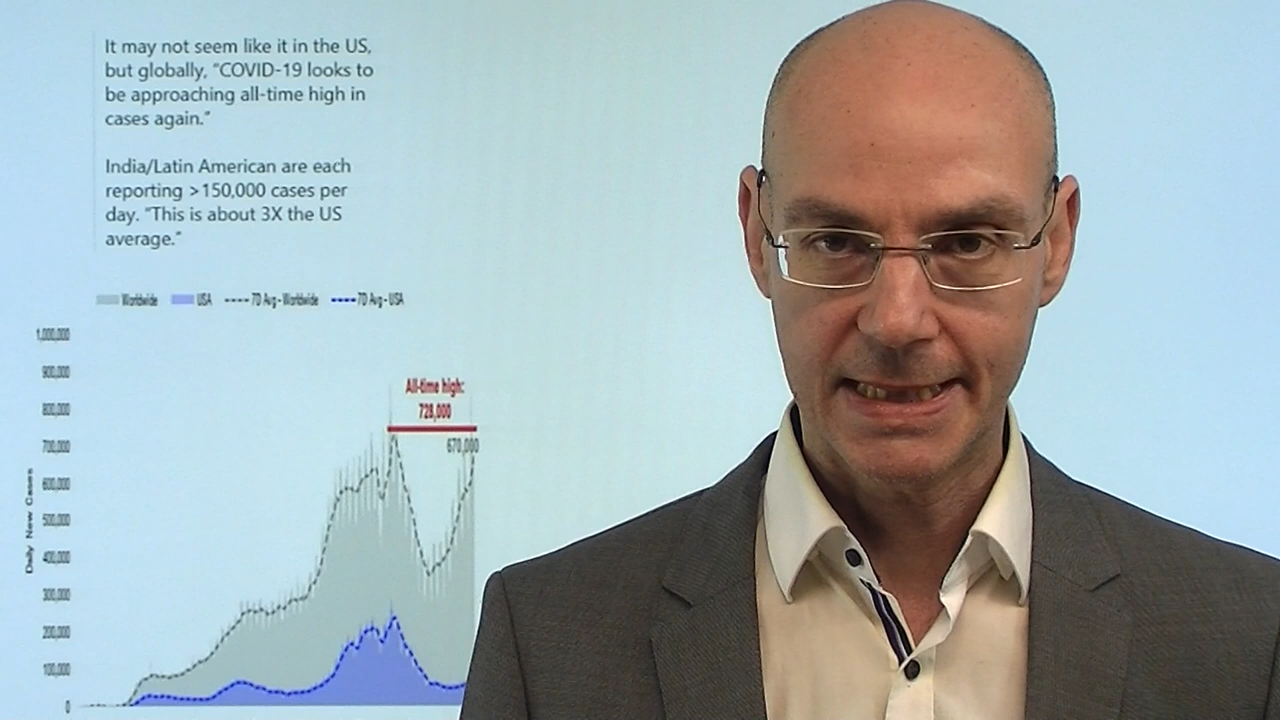 It may not seem like it in the US,
but globally, "COVID-19 looks to
be approaching all-time high in
cases again."
India/Latin American are each
reporting >150,000 cases per
day. "This is about 3X the US
average."
Worldwide USA 7D Avg - Worldwide 7D Avg - USA
1,000,000
900,000
All-time high:
800,000
728,000
700,000
670,000
600,000
500,000
Daily New Cases
400,000
300,000
200,000
100,000
0